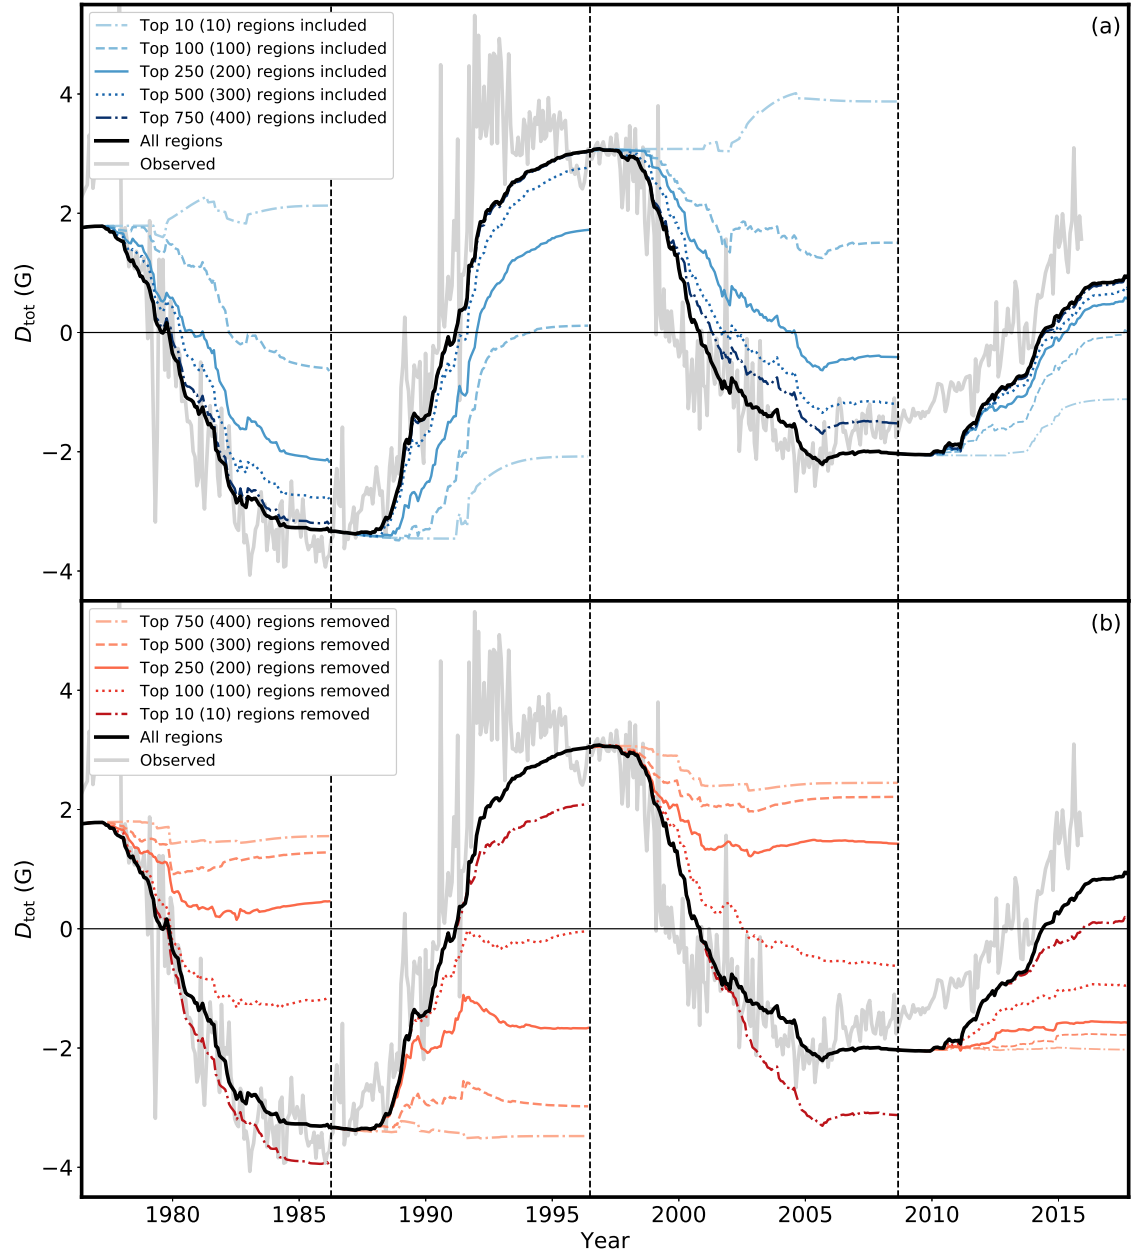 (a)
Top 10 (10) regions included
Top 100 (100) regions included
Top 250 (200) regions included
Top 500 (300) regions included
Top 750 (400) regions included
All regions
Observed
4
2
0
−2
−4
D_tot (G)
(b)
Top 750 (400) regions removed
Top 500 (300) regions removed
Top 250 (200) regions removed
Top 100 (100) regions removed
Top 10 (10) regions removed
All regions
Observed
4
2
0
−2
−4
D_tot (G)
1980 1985 1990 1995 2000 2005 2010 2015
Year